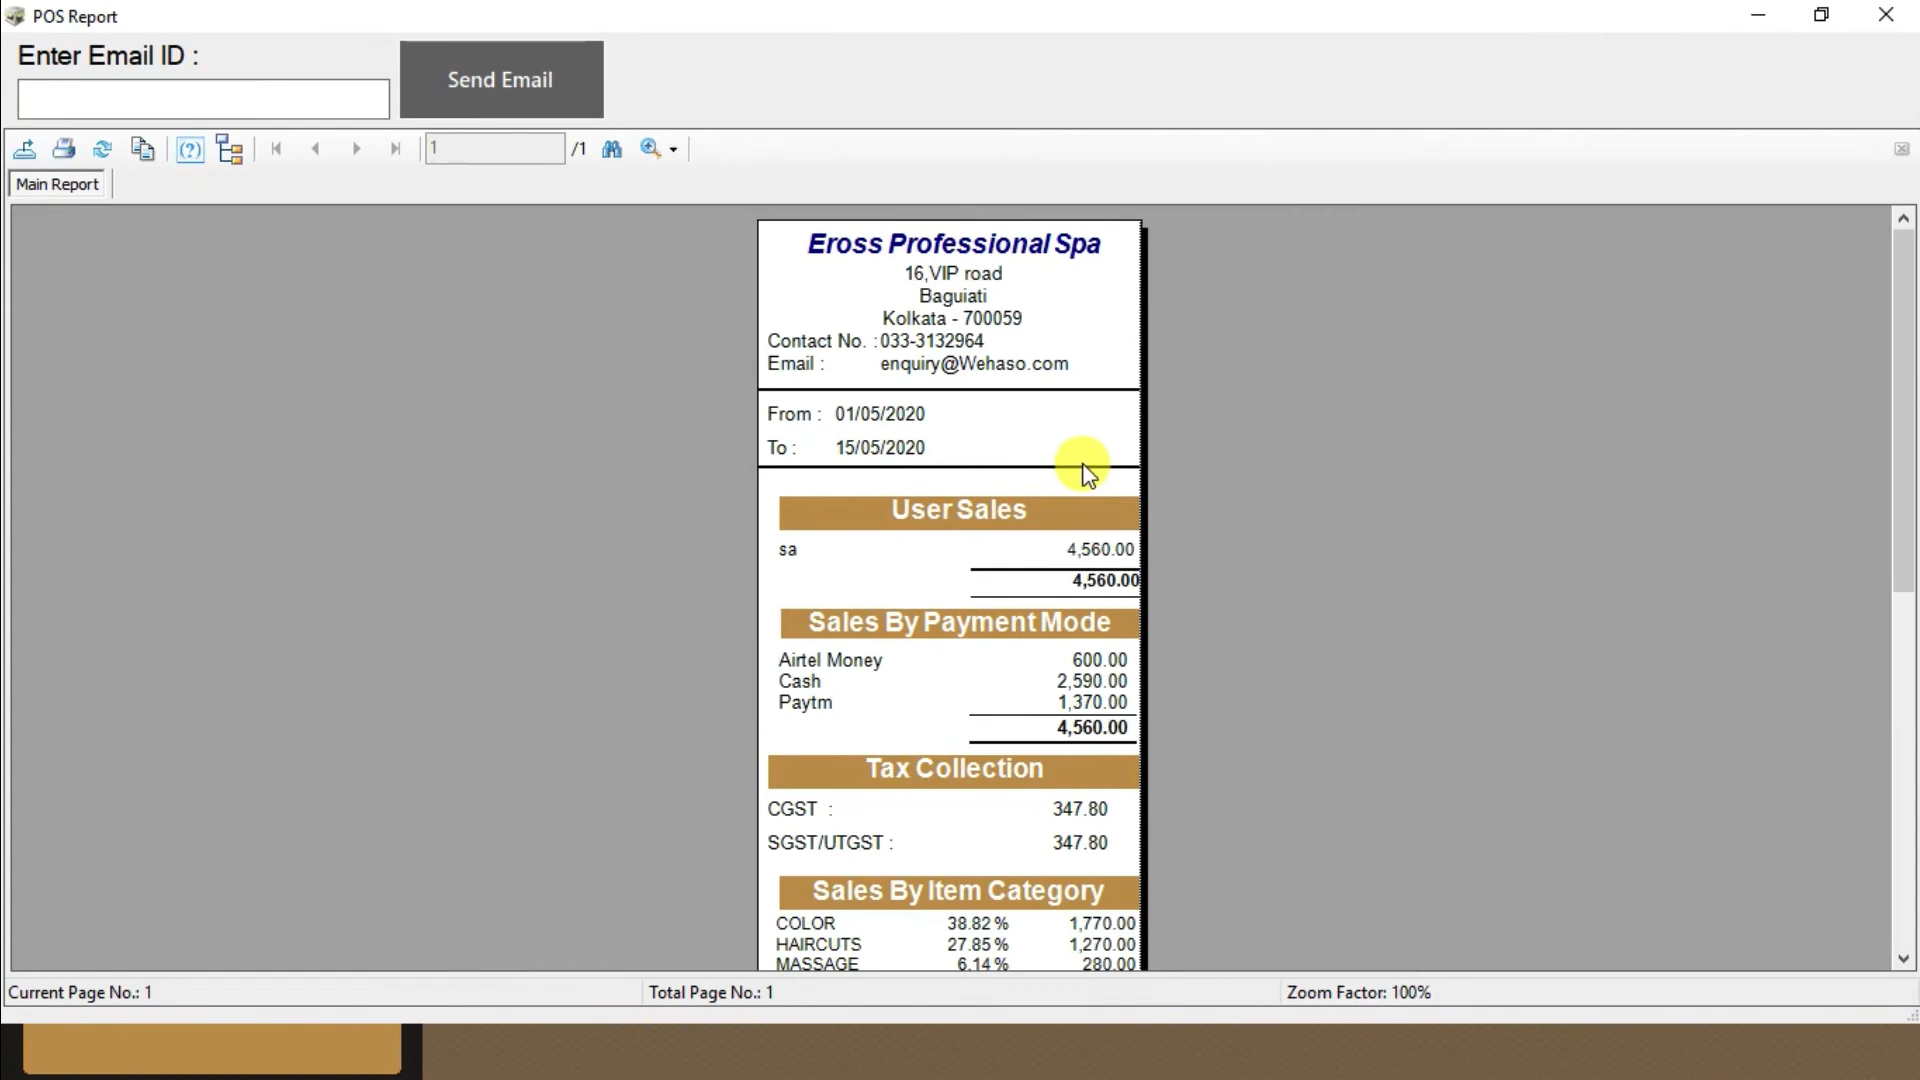 POS Report
Enter Email ID :
Send Email
1 /1
Main Report
Eross Professional Spa
16,VIP road
Baguiati
Kolkata - 700059
Contact No. : 033-3132964
Email : enquiry@Wehaso.com
From : 01/05/2020
To : 15/05/2020
User Sales
sa 4,560.00
4,560.00
Sales By Payment Mode
Airtel Money 600.00
Cash 2,590.00
Paytm 1,370.00
4,560.00
Tax Collection
CGST : 347.80
SGST/UTGST : 347.80
Sales By Item Category
COLOR 38.82 % 1,770.00
HAIRCUTS 27.85 % 1,270.00
MASSAGE 6.14 % 280.00
Current Page No.: 1 Total Page No.: 1 Zoom Factor: 100%